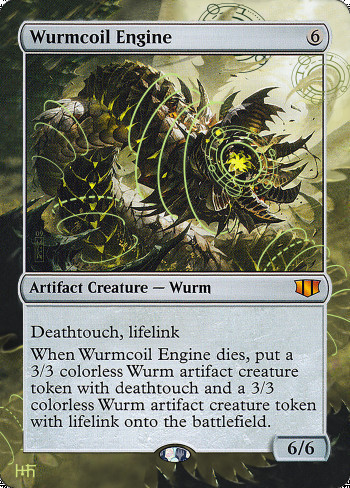 Wurmcoil Engine 6
Artifact Creature — Wurm
Deathtouch, lifelink
When Wurmcoil Engine dies, put a
3/3 colorless Wurm artifact creature
token with deathtouch and a 3/3
colorless Wurm artifact creature token
with lifelink onto the battlefield.
6/6